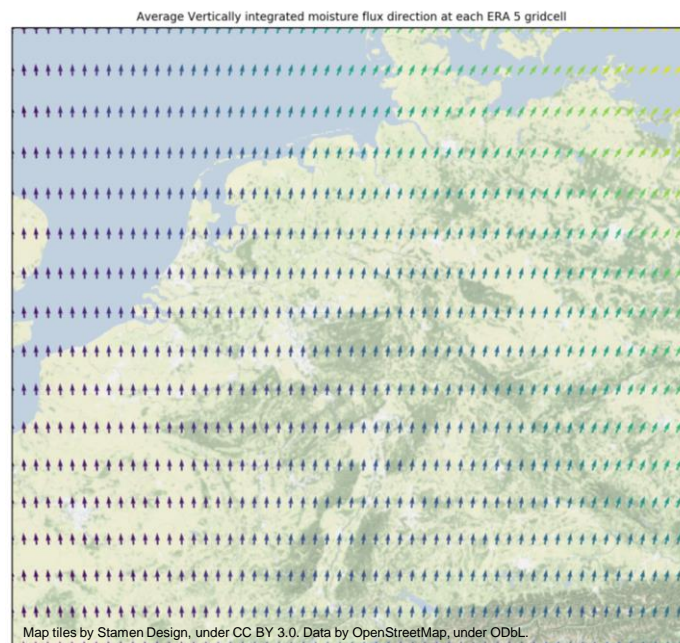 Average Vertically integrated moisture flux direction at each ERA 5 gridcell
Map tiles by Stamen Design, under CC BY 3.0. Data by OpenStreetMap, under ODbL.